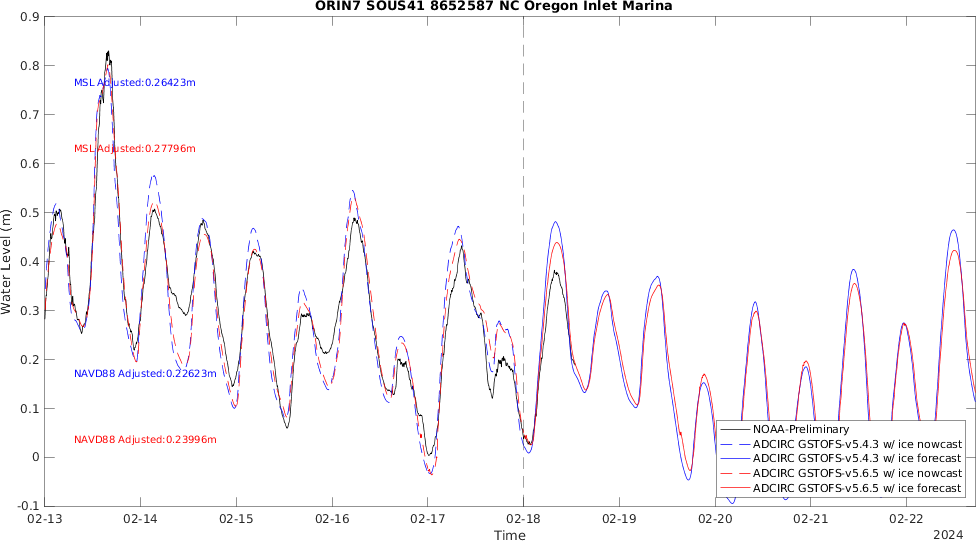 ORIN7 SOUS41 8652587 NC Oregon Inlet Marina
0.9
0.8
0.7
0.6
0.5
0.4
0.3
0.2
0.1
0
-0.1
Water Level (m)
MSL Adjusted:0.26423m
MSL Adjusted:0.27796m
NAVD88 Adjusted:0.22623m
NAVD88 Adjusted:0.23996m
NOAA-Preliminary
ADCIRC GSTOFS-v5.4.3 w/ ice nowcast
ADCIRC GSTOFS-v5.4.3 w/ ice forecast
ADCIRC GSTOFS-v5.6.5 w/ ice nowcast
ADCIRC GSTOFS-v5.6.5 w/ ice forecast
02-13 02-14 02-15 02-16 02-17 02-18 02-19 02-20 02-21 02-22
Time
2024